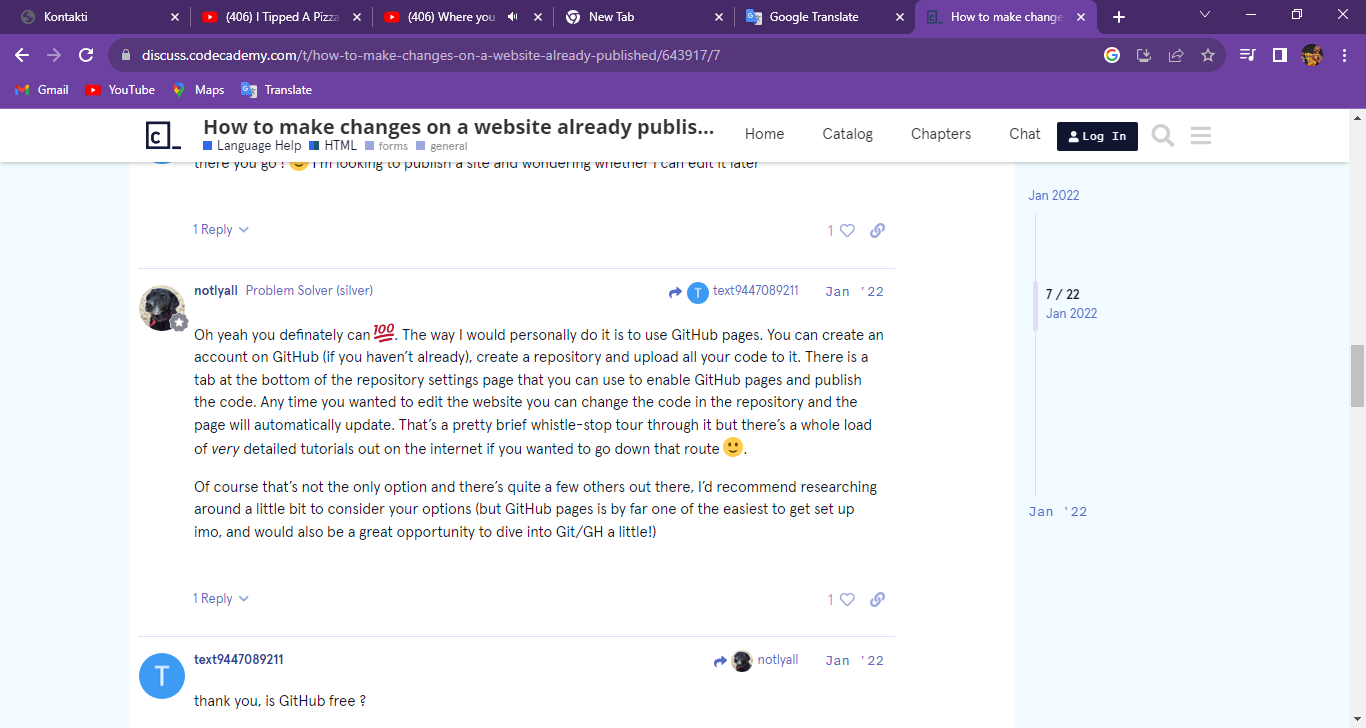 Kontakti
(406) I Tipped A Pizza
(406) Where you
New Tab
Google Translate
How to make change
discuss.codecademy.com/t/how-to-make-changes-on-a-website-already-published/643917/7
Gmail YouTube Maps Translate
How to make changes on a website already publis...
Language Help HTML forms general
Home Catalog Chapters Chat Log In
there you go ! 🙂 I'm looking to publish a site and wondering whether I can edit it later
1 Reply 1
notlyall Problem Solver (silver) T text9447089211 Jan '22
Oh yeah you definately can 💯. The way I would personally do it is to use GitHub pages. You can create an
account on GitHub (if you haven’t already), create a repository and upload all your code to it. There is a
tab at the bottom of the repository settings page that you can use to enable GitHub pages and publish
the code. Any time you wanted to edit the website you can change the code in the repository and the
page will automatically update. That’s a pretty brief whistle-stop tour through it but there’s a whole load
of very detailed tutorials out on the internet if you wanted to go down that route 🙂.
Of course that’s not the only option and there’s quite a few others out there, I’d recommend researching
around a little bit to consider your options (but GitHub pages is by far one of the easiest to get set up
imo, and would also be a great opportunity to dive into Git/GH a little!)
1 Reply 1
T text9447089211 notlyall Jan '22
thank you, is GitHub free ?
Jan 2022
7 / 22
Jan 2022
Jan '22